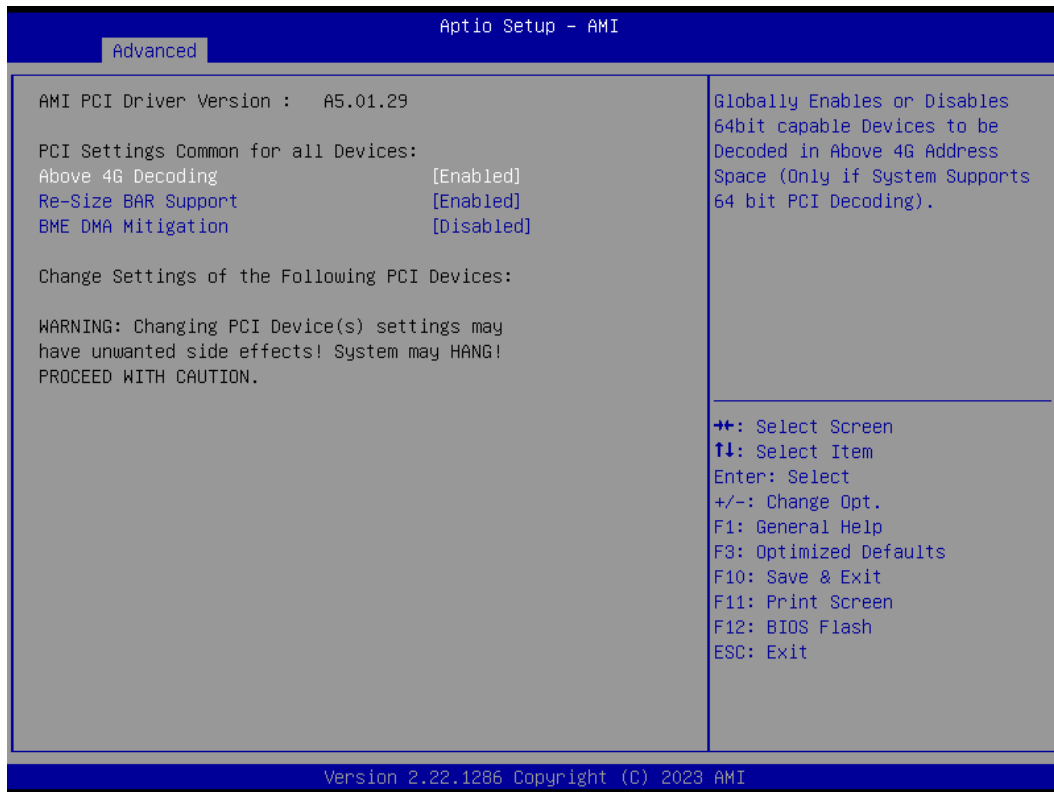 Aptio Setup – AMI
Advanced
AMI PCI Driver Version :   A5.01.29
PCI Settings Common for all Devices:
Above 4G Decoding [Enabled]
Re-Size BAR Support [Enabled]
BME DMA Mitigation [Disabled]
Change Settings of the Following PCI Devices:
WARNING: Changing PCI Device(s) settings may
have unwanted side effects! System may HANG!
PROCEED WITH CAUTION.
Globally Enables or Disables
64bit capable Devices to be
Decoded in Above 4G Address
Space (Only if System Supports
64 bit PCI Decoding).
→←: Select Screen
↑↓: Select Item
Enter: Select
+/-: Change Opt.
F1: General Help
F3: Optimized Defaults
F10: Save & Exit
F11: Print Screen
F12: BIOS Flash
ESC: Exit
Version 2.22.1286 Copyright (C) 2023 AMI